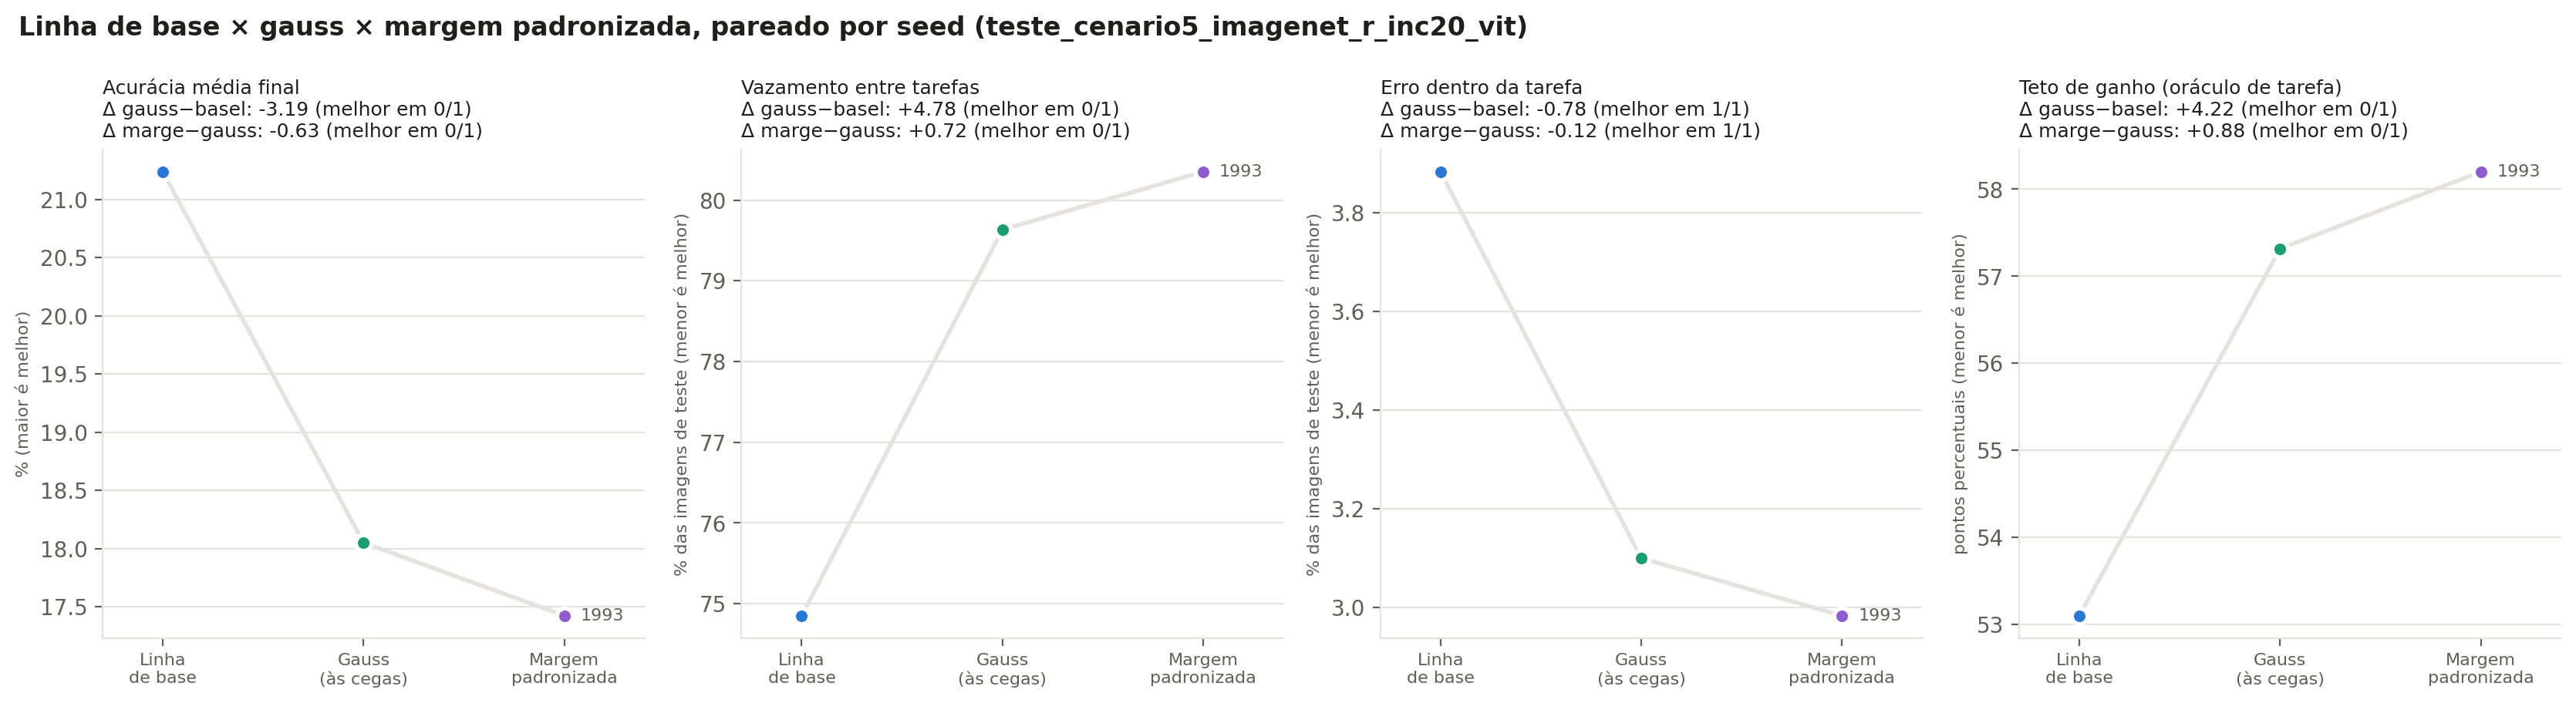 Linha de base × gauss × margem padronizada, pareado por seed (teste_cenario5_imagenet_r_inc20_vit)
Acurácia média final
Δ gauss−basel: -3.19 (melhor em 0/1)
Δ marge−gauss: -0.63 (melhor em 0/1)
% (maior é melhor)
21.0
20.5
20.0
19.5
19.0
18.5
18.0
17.5
1993
Linha
de base
Gauss
(às cegas)
Margem
padronizada
Vazamento entre tarefas
Δ gauss−basel: +4.78 (melhor em 0/1)
Δ marge−gauss: +0.72 (melhor em 0/1)
% das imagens de teste (menor é melhor)
80
79
78
77
76
75
1993
Linha
de base
Gauss
(às cegas)
Margem
padronizada
Erro dentro da tarefa
Δ gauss−basel: -0.78 (melhor em 1/1)
Δ marge−gauss: -0.12 (melhor em 1/1)
% das imagens de teste (menor é melhor)
3.8
3.6
3.4
3.2
3.0
1993
Linha
de base
Gauss
(às cegas)
Margem
padronizada
Teto de ganho (oráculo de tarefa)
Δ gauss−basel: +4.22 (melhor em 0/1)
Δ marge−gauss: +0.88 (melhor em 0/1)
pontos percentuais (menor é melhor)
58
57
56
55
54
53
1993
Linha
de base
Gauss
(às cegas)
Margem
padronizada